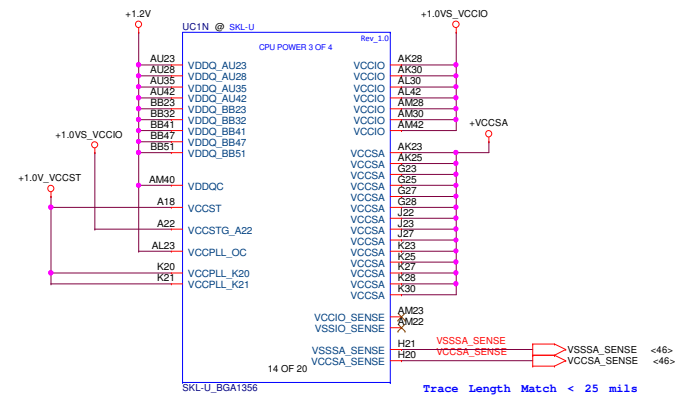 +1.2V
+1.0VS_VCCIO
UC1N @ SKL-U
Rev_1.0
CPU POWER 3 OF 4
AU23 VDDQ_AU23 VCCIO AK28
AU28 VDDQ_AU28 VCCIO AK30
AU35 VDDQ_AU35 VCCIO AL30
AU42 VDDQ_AU42 VCCIO AL42
BB23 VDDQ_BB23 VCCIO AM28
BB32 VDDQ_BB32 VCCIO AM30
BB41 VDDQ_BB41 VCCIO AM42
BB47 VDDQ_BB47
BB51 VDDQ_BB51
+1.0VS_VCCIO
+VCCSA
VCCSA AK23
VCCSA AK25
VCCSA G23
VCCSA G25
VCCSA G27
VCCSA G28
VCCSA J22
VCCSA J23
VCCSA J27
VCCSA K23
VCCSA K25
VCCSA K27
VCCSA K28
VCCSA K30
+1.0V_VCCST
AM40 VDDQC
A18 VCCST
A22 VCCSTG_A22
AL23 VCCPLL_OC
K20 VCCPLL_K20
K21 VCCPLL_K21
VCCIO_SENSE AM23
VSSIO_SENSE AM22
VSSSA_SENSE H21 VSSSA_SENSE VSSSA_SENSE <46>
VCCSA_SENSE H20 VCCSA_SENSE VCCSA_SENSE <46>
14 OF 20
SKL-U_BGA1356
Trace Length Match < 25 mils